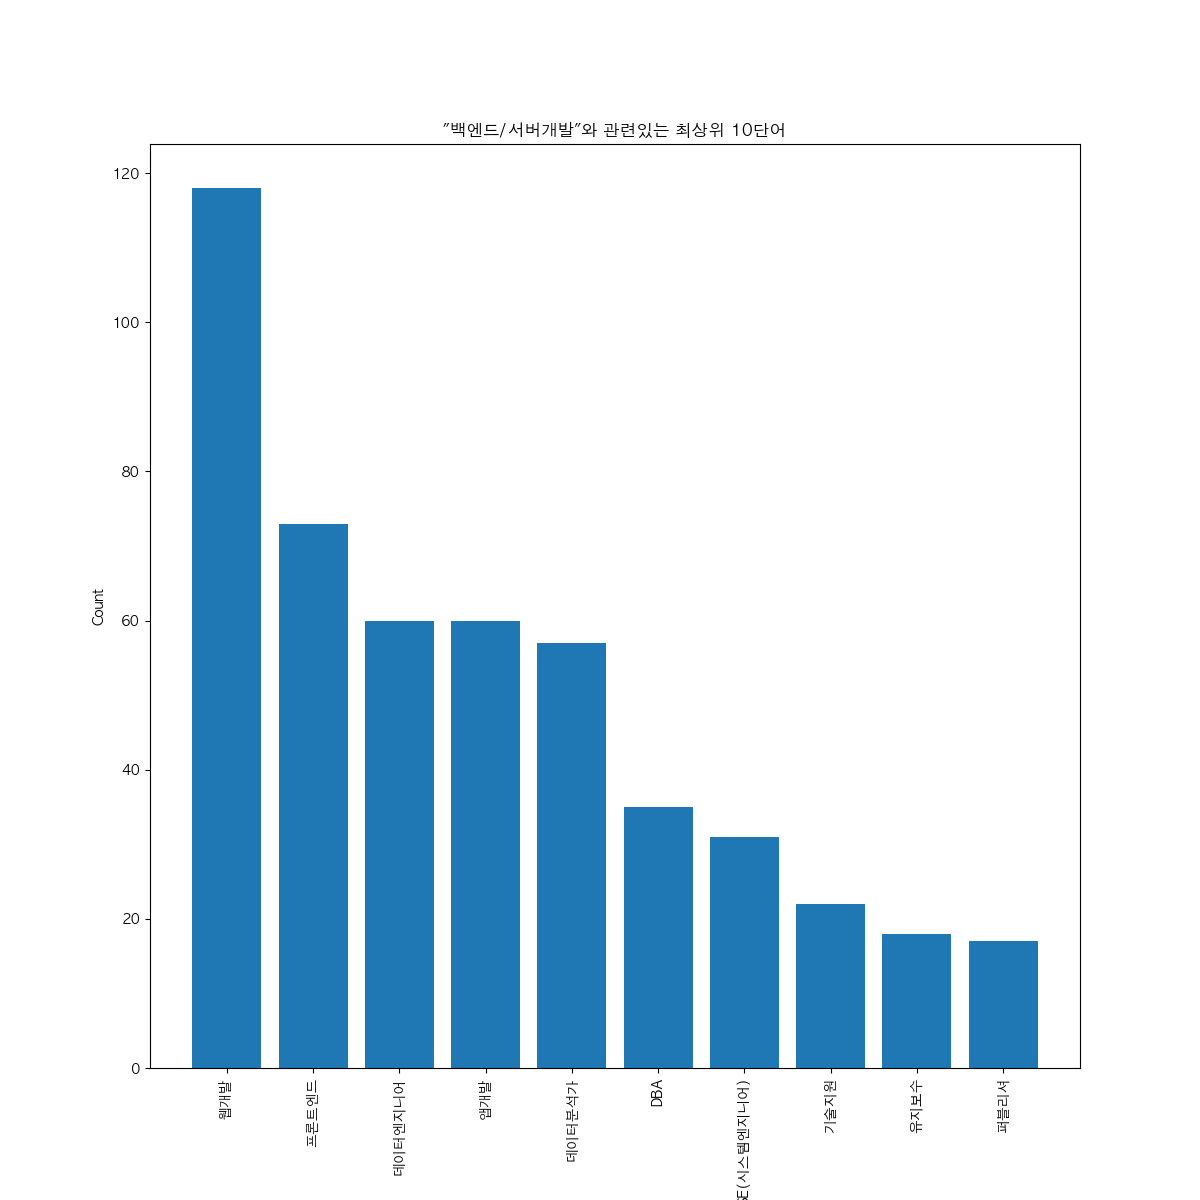 "백엔드/서버개발"와 관련있는 최상위 10단어
120
100
80
60
40
20
0
Count
웹개발
프론트엔드
데이터엔지니어
앱개발
데이터분석가
DBA
E(시스템엔지니어)
기술지원
유지보수
퍼블리셔